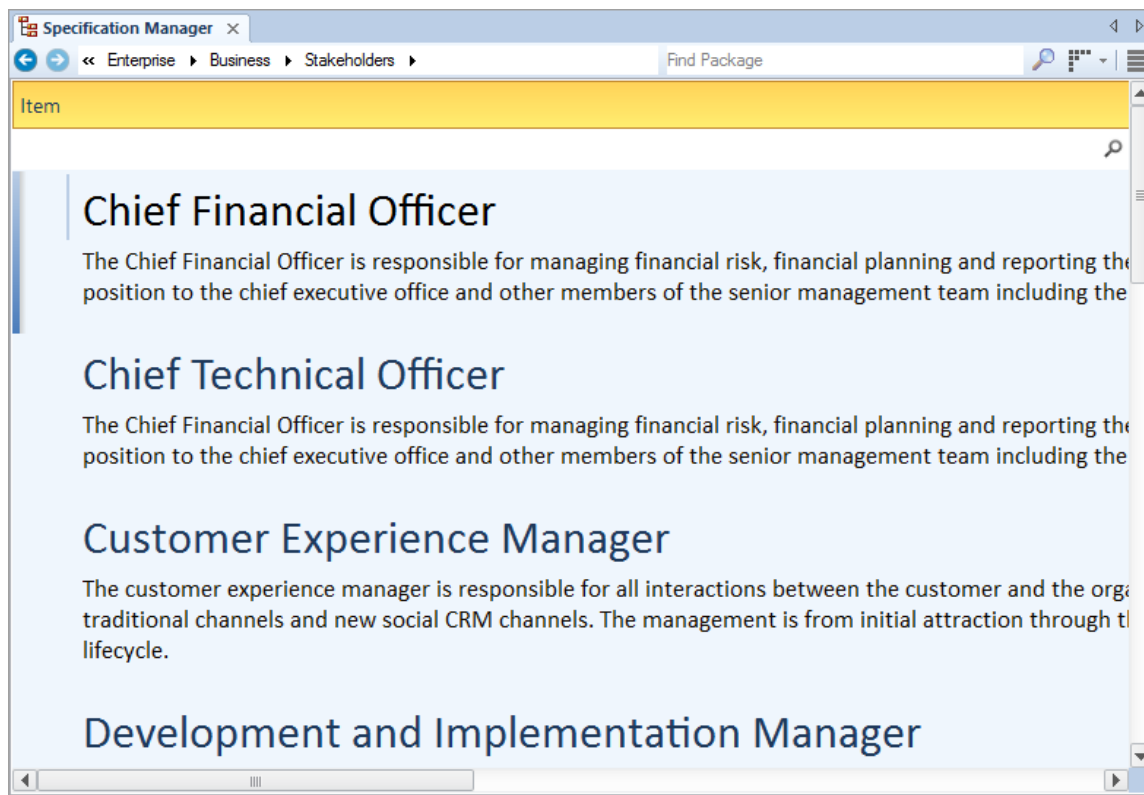 Specification Manager
« Enterprise Business Stakeholders Find Package
Item
Chief Financial Officer
The Chief Financial Officer is responsible for managing financial risk, financial planning and reporting the
position to the chief executive office and other members of the senior management team including the
Chief Technical Officer
The Chief Financial Officer is responsible for managing financial risk, financial planning and reporting the
position to the chief executive office and other members of the senior management team including the
Customer Experience Manager
The customer experience manager is responsible for all interactions between the customer and the
traditional channels and new social CRM channels. The management is from initial attraction through
lifecycle.
Development and Implementation Manager